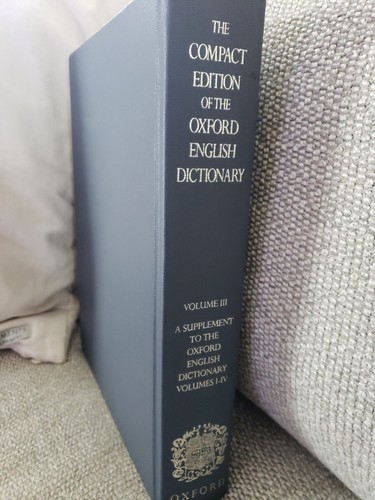 THE
COMPACT
EDITION
OF THE
OXFORD
ENGLISH
DICTIONARY
VOLUME III
A SUPPLEMENT
TO THE
OXFORD
ENGLISH
DICTIONARY
VOLUMES I-IV
OXFORD